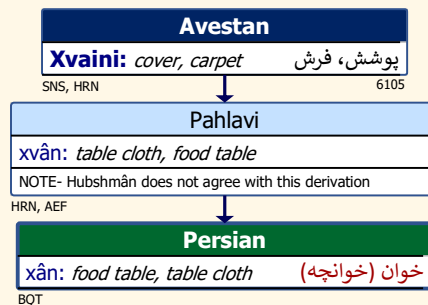 Avestan
Xvaini: cover, carpet پوشش، فرش
SNS, HRN 6105
Pahlavi
xvân: table cloth, food table
NOTE- Hubshmân does not agree with this derivation
HRN, AEF
Persian
xân: food table, table cloth خوان (خوانچه)
BQT